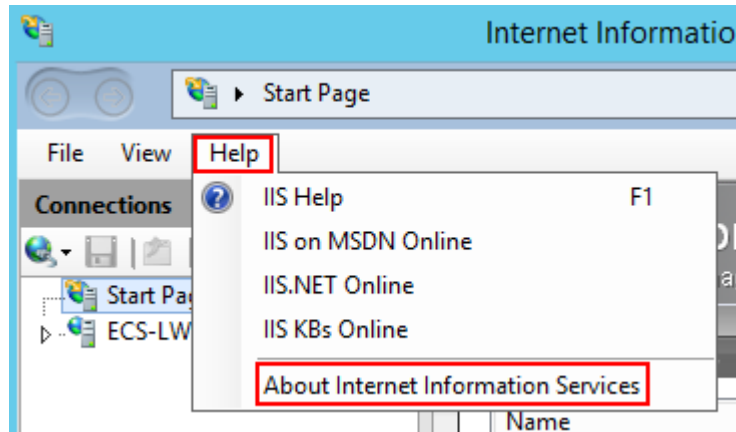 Internet Informatio
Start Page
File View Help
Connections
IIS Help F1
IIS on MSDN Online
Start Pa
IIS.NET Online
ECS-LW
IIS KBs Online
About Internet Information Services
Name